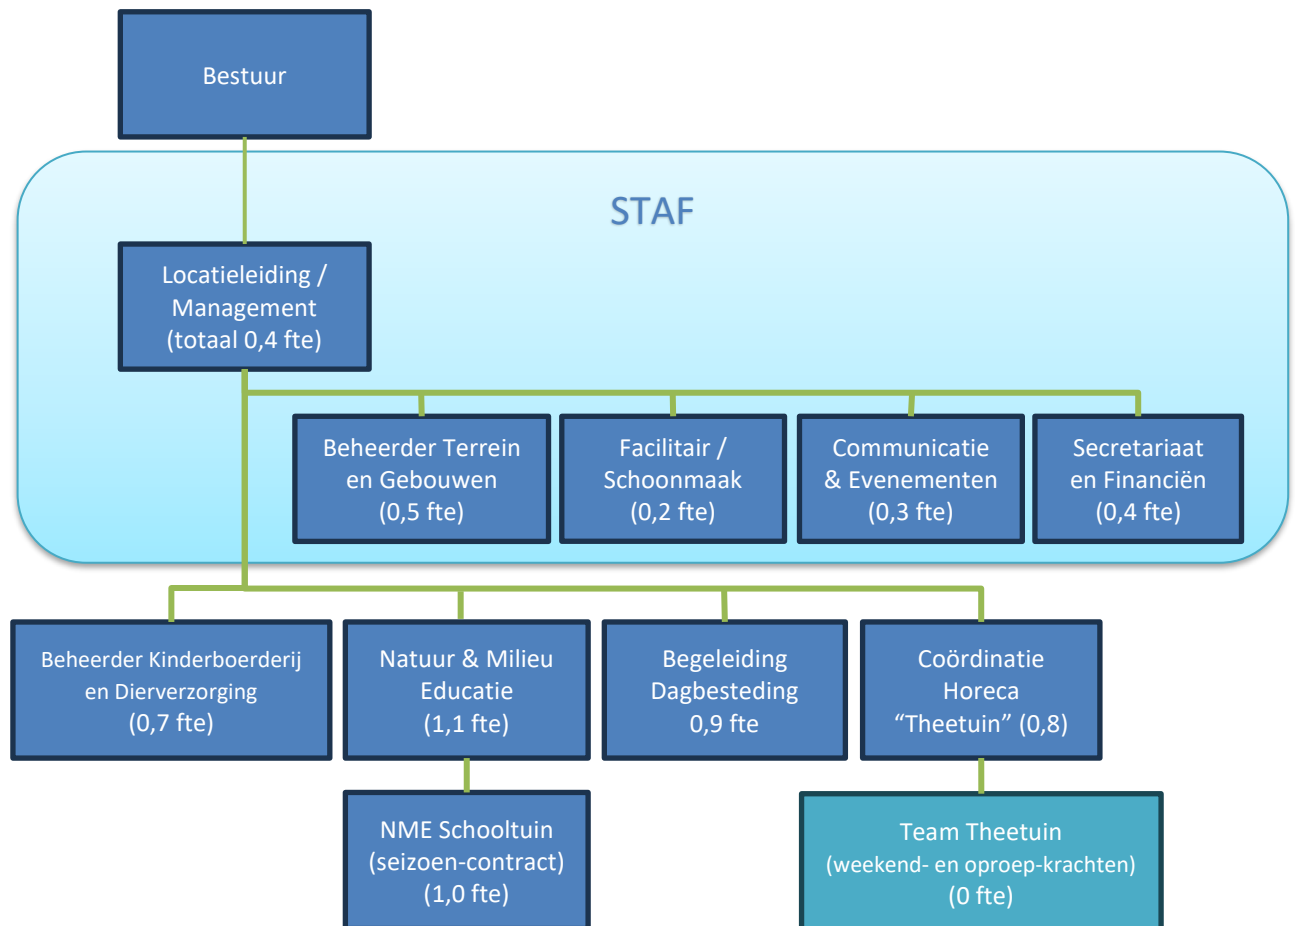 Bestuur
STAF
Locatieleiding /
Management
(totaal 0,4 fte)
Beheerder Terrein
en Gebouwen
(0,5 fte)
Facilitair /
Schoonmaak
(0,2 fte)
Communicatie
& Evenementen
(0,3 fte)
Secretariaat
en Financiën
(0,4 fte)
Beheerder Kinderboerderij
en Dierverzorging
(0,7 fte)
Natuur & Milieu
Educatie
(1,1 fte)
Begeleiding
Dagbesteding
0,9 fte
Coördinatie
Horeca
“Theetuin” (0,8)
NME Schooltuin
(seizoen-contract)
(1,0 fte)
Team Theetuin
(weekend- en oproep-krachten)
(0 fte)